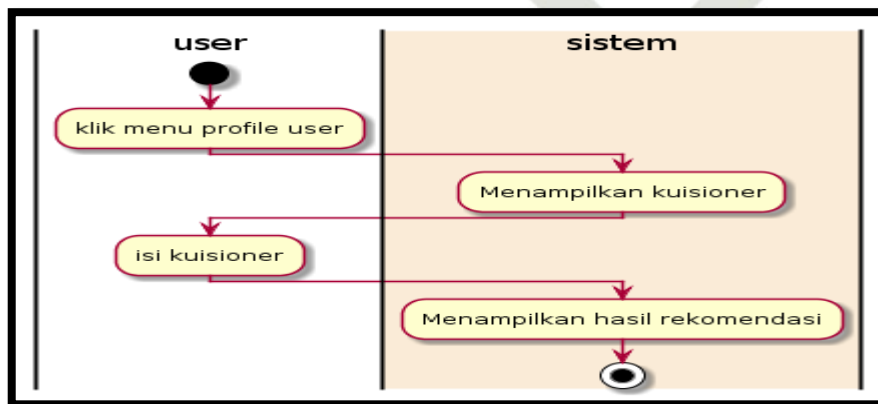 user
sistem
klik menu profile user
Menampilkan kuisioner
isi kuisioner
Menampilkan hasil rekomendasi